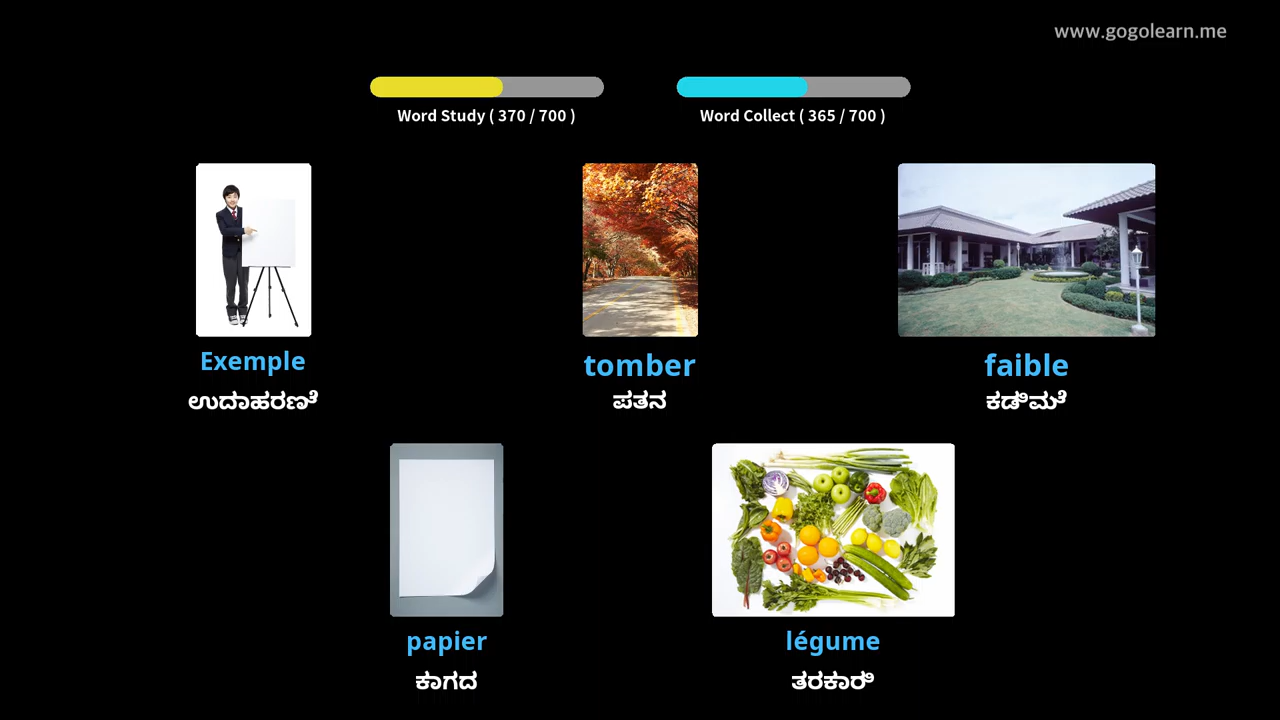 www.gogolearn.me
Word Study ( 370 / 700 )
Word Collect ( 365 / 700 )
Exemple
ಉದಾಹರಣೆ
tomber
ಪತನ
faible
ಕಡಿಮೆ
papier
ಕಾಗದ
légume
ತರಕಾರಿ